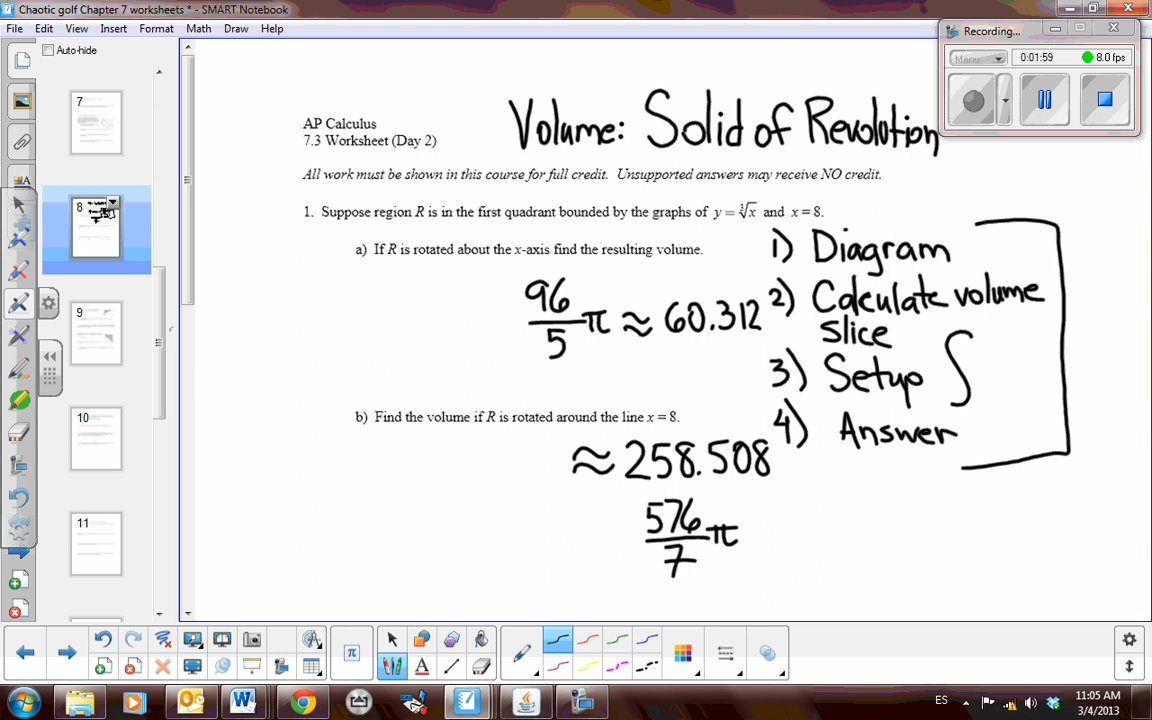 Chaotic golf Chapter 7 worksheets * - SMART Notebook
File Edit View Insert Format Math Draw Help
Auto-hide
Recording...
Menu 0:01:59 8.0 fps
7
8
9
10
11
Volume: Solid of Revolution
AP Calculus
7.3 Worksheet (Day 2)
All work must be shown in this course for full credit. Unsupported answers may receive NO credit.
1. Suppose region R is in the first quadrant bounded by the graphs of y = ∛x and x = 8.
a) If R is rotated about the x-axis find the resulting volume.
96/5 π ≈ 60.312
1) Diagram
2) Calculate volume
slice
3) Setup ∫
4) Answer
b) Find the volume if R is rotated around the line x = 8.
≈ 258.508
576/7 π
π
A
ES
11:05 AM
3/4/2013